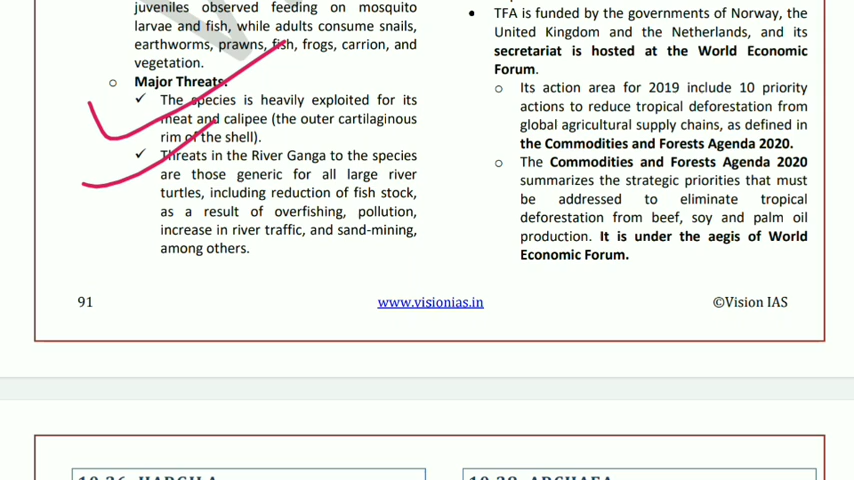 juveniles observed feeding on mosquito
larvae and fish, while adults consume snails,
earthworms, prawns, fish, frogs, carrion, and
vegetation.
o Major Threats:
✓ The species is heavily exploited for its
meat and calipee (the outer cartilaginous
rim of the shell).
✓ Threats in the River Ganga to the species
are those generic for all large river
turtles, including reduction of fish stock,
as a result of overfishing, pollution,
increase in river traffic, and sand-mining,
among others.
• TFA is funded by the governments of Norway, the
United Kingdom and the Netherlands, and its
secretariat is hosted at the World Economic
Forum.
o Its action area for 2019 include 10 priority
actions to reduce tropical deforestation from
global agricultural supply chains, as defined in
the Commodities and Forests Agenda 2020.
o The Commodities and Forests Agenda 2020
summarizes the strategic priorities that must
be addressed to eliminate tropical
deforestation from beef, soy and palm oil
production. It is under the aegis of World
Economic Forum.
91
www.visionias.in
©Vision IAS